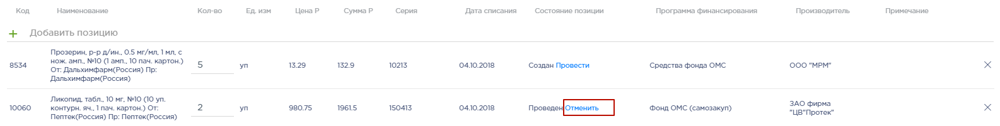 Код Наименование Кол-во Ед. изм Цена Р Сумма Р Серия Дата списания Состояние позиции Программа финансирования Производитель Примечание
+ Добавить позицию
8534
Прозерин, р-р д/ин., 0.5 мг/мл, 1 мл, с
нож. амп., №10 (1 амп., 10 пач. картон.)
От: Дальхимфарм(Россия) Пр:
Дальхимфарм(Россия)
5 уп 13.29 132.9 10213 04.10.2018 Создан Провести Средства фонда ОМС ООО "МРМ"
10060
Ликопид, табл., 10 мг, №10 (10 уп.
контурн. яч., 1 пач. картон.) От:
Пептек(Россия) Пр: Пептек(Россия)
2 уп 980.75 1961.5 150413 04.10.2018 Проведен Отменить Фонд ОМС (самозакуп)
ЗАО фирма
"ЦВ"Протек"